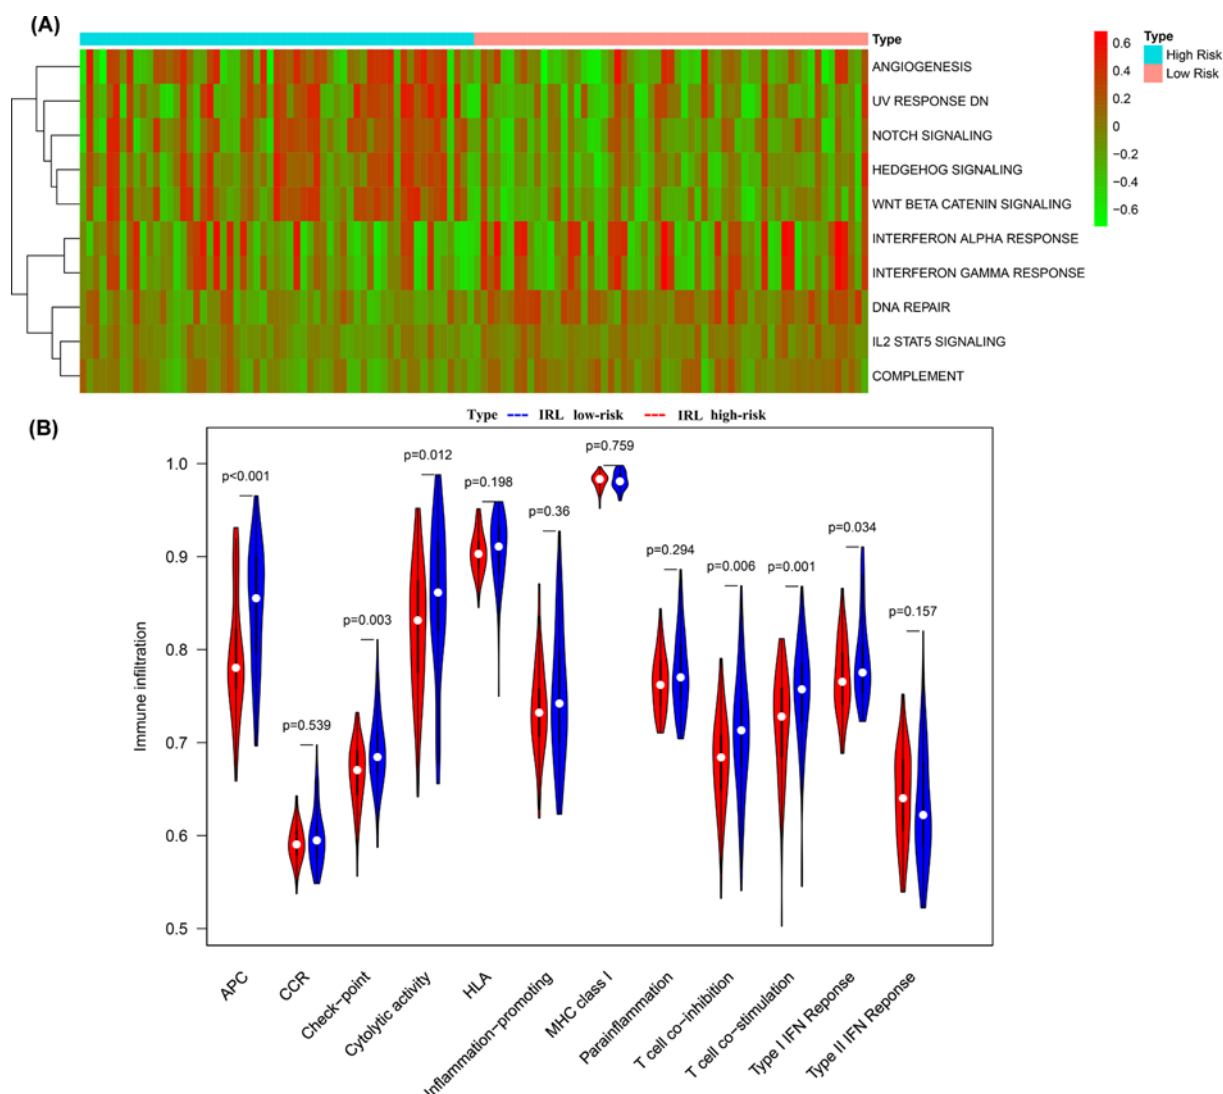 (A)
Type
ANGIOGENESIS
UV RESPONSE DN
NOTCH SIGNALING
HEDGEHOG SIGNALING
WNT BETA CATENIN SIGNALING
INTERFERON ALPHA RESPONSE
INTERFERON GAMMA RESPONSE
DNA REPAIR
IL2 STAT5 SIGNALING
COMPLEMENT
0.6
0.4
0.2
0
−0.2
−0.4
−0.6
Type
High Risk
Low Risk
(B)
Type IRL low-risk IRL high-risk
Immune infiltration
1.0
0.9
0.8
0.7
0.6
0.5
p<0.001
p=0.539
p=0.003
p=0.012
p=0.198
p=0.36
p=0.759
p=0.294
p=0.006
p=0.001
p=0.034
p=0.157
APC
CCR
Check−point
Cytolytic activity
HLA
Inflammation−promoting
MHC class I
Parainflammation
T cell co−inhibition
T cell co−stimulation
Type I IFN Reponse
Type II IFN Reponse